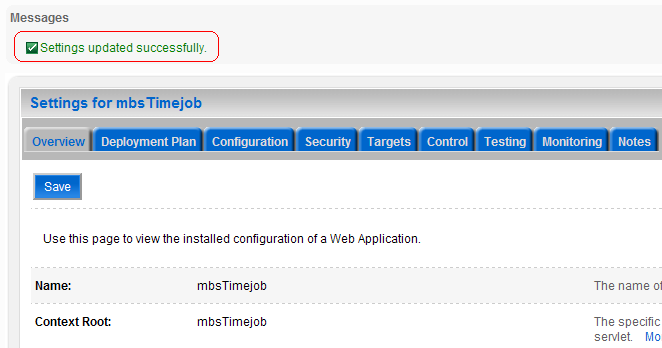 Messages
Settings updated successfully.
Settings for mbsTimejob
Overview Deployment Plan Configuration Security Targets Control Testing Monitoring Notes
Save
Use this page to view the installed configuration of a Web Application.
Name: mbsTimejob The name of
Context Root: mbsTimejob The specific
servlet. Mo